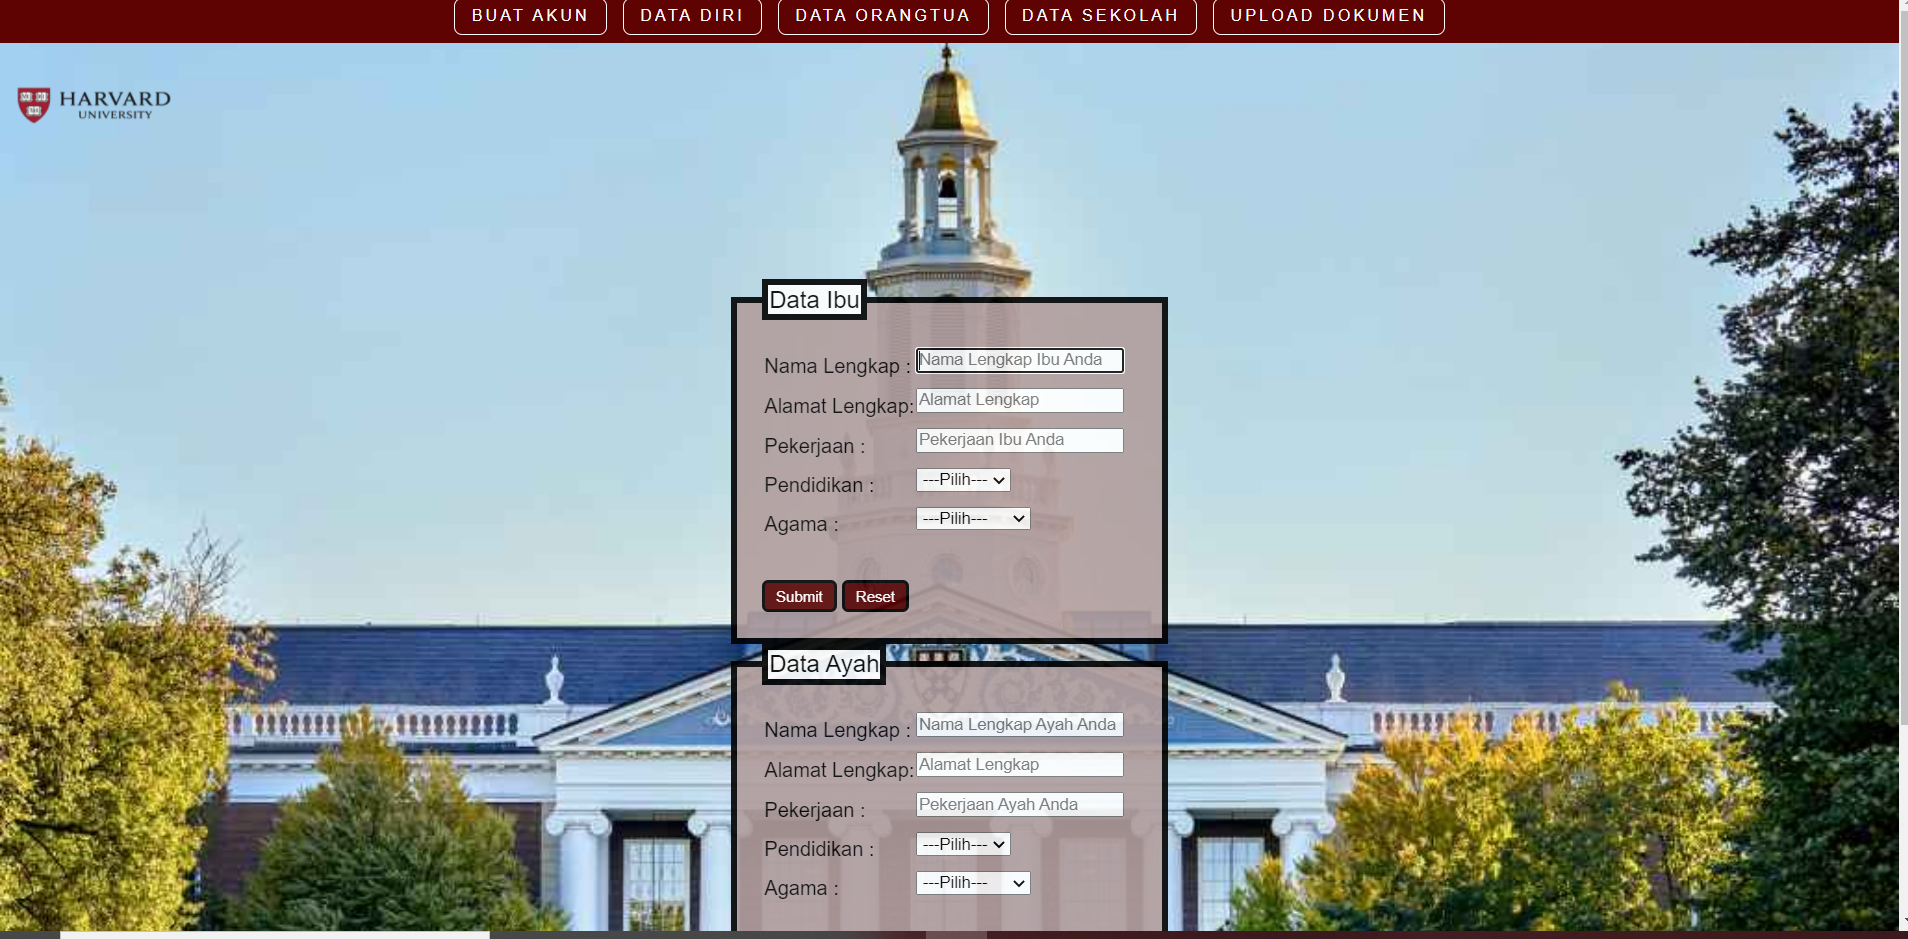 BUAT AKUN DATA DIRI DATA ORANGTUA DATA SEKOLAH UPLOAD DOKUMEN
HARVARD
UNIVERSITY
Data Ibu
Nama Lengkap : Nama Lengkap Ibu Anda
Alamat Lengkap: Alamat Lengkap
Pekerjaan : Pekerjaan Ibu Anda
Pendidikan : ---Pilih---
Agama : ---Pilih---
Submit Reset
Data Ayah
Nama Lengkap : Nama Lengkap Ayah Anda
Alamat Lengkap: Alamat Lengkap
Pekerjaan : Pekerjaan Ayah Anda
Pendidikan : ---Pilih---
Agama : ---Pilih---